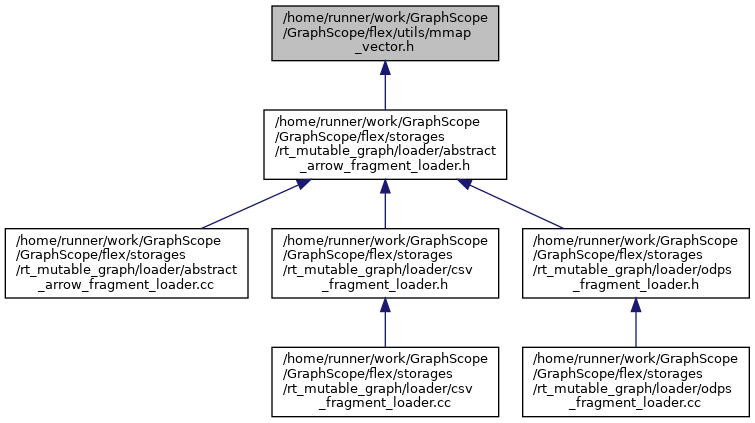 /home/runner/work/GraphScope
/GraphScope/flex/utils/mmap
_vector.h
/home/runner/work/GraphScope
/GraphScope/flex/storages
/rt_mutable_graph/loader/abstract
_arrow_fragment_loader.h
/home/runner/work/GraphScope
/GraphScope/flex/storages
/rt_mutable_graph/loader/abstract
_arrow_fragment_loader.cc
/home/runner/work/GraphScope
/GraphScope/flex/storages
/rt_mutable_graph/loader/csv
_fragment_loader.h
/home/runner/work/GraphScope
/GraphScope/flex/storages
/rt_mutable_graph/loader/odps
_fragment_loader.h
/home/runner/work/GraphScope
/GraphScope/flex/storages
/rt_mutable_graph/loader/csv
_fragment_loader.cc
/home/runner/work/GraphScope
/GraphScope/flex/storages
/rt_mutable_graph/loader/odps
_fragment_loader.cc